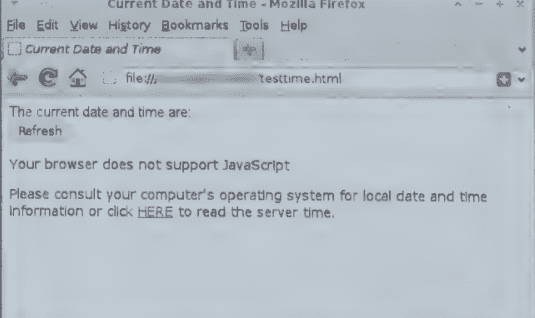 Current Date and Time - Mozilla Firefox
File Edit View History Bookmarks Tools Help
Current Date and Time
file:// testtime.html
The current date and time are:
Refresh
Your browser does not support JavaScript
Please consult your computer's operating system for local date and time
information or click HERE to read the server time.